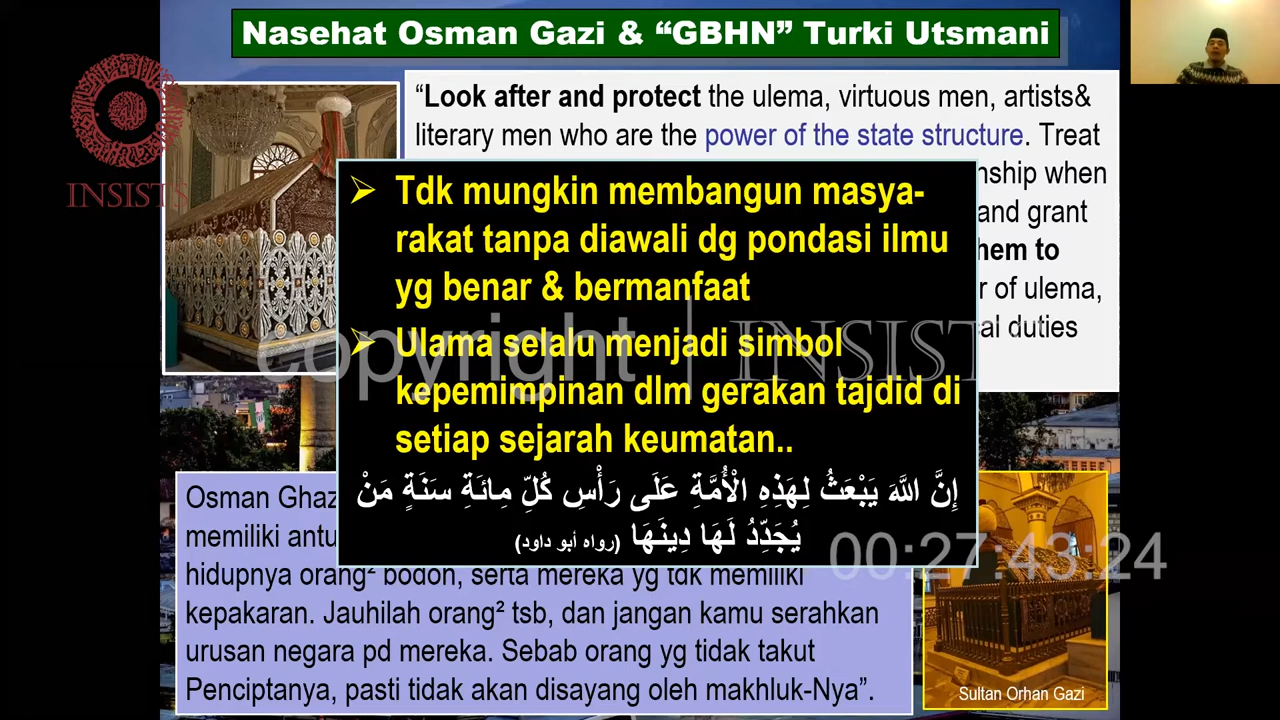 Nasehat Osman Gazi & “GBHN” Turki Utsmani
INSISTS
“Look after and protect the ulema, virtuous men, artists&
literary men who are the power of the state structure. Treat
nship when
and grant
hem to
r of ulema,
al duties
➢ Tdk mungkin membangun masya-
rakat tanpa diawali dg pondasi ilmu
yg benar & bermanfaat
➢ Ulama selalu menjadi simbol
kepemimpinan dlm gerakan tajdid di
setiap sejarah keumatan..
إِنَّ اللَّهَ يَبْعَثُ لِهَذِهِ الْأُمَّةِ عَلَى رَأْسِ كُلِّ مِائَةِ سَنَةٍ مَنْ
يُجَدِّدُ لَهَا دِينَهَا (رواه أبو داود)
copyright | INSISTS
00:27:43:24
Osman Ghaz
memiliki antu
hidupnya orang² bodoh, serta mereka yg tdk memiliki
kepakaran. Jauhilah orang² tsb, dan jangan kamu serahkan
urusan negara pd mereka. Sebab orang yg tidak takut
Penciptanya, pasti tidak akan disayang oleh makhluk-Nya”.
Sultan Orhan Gazi